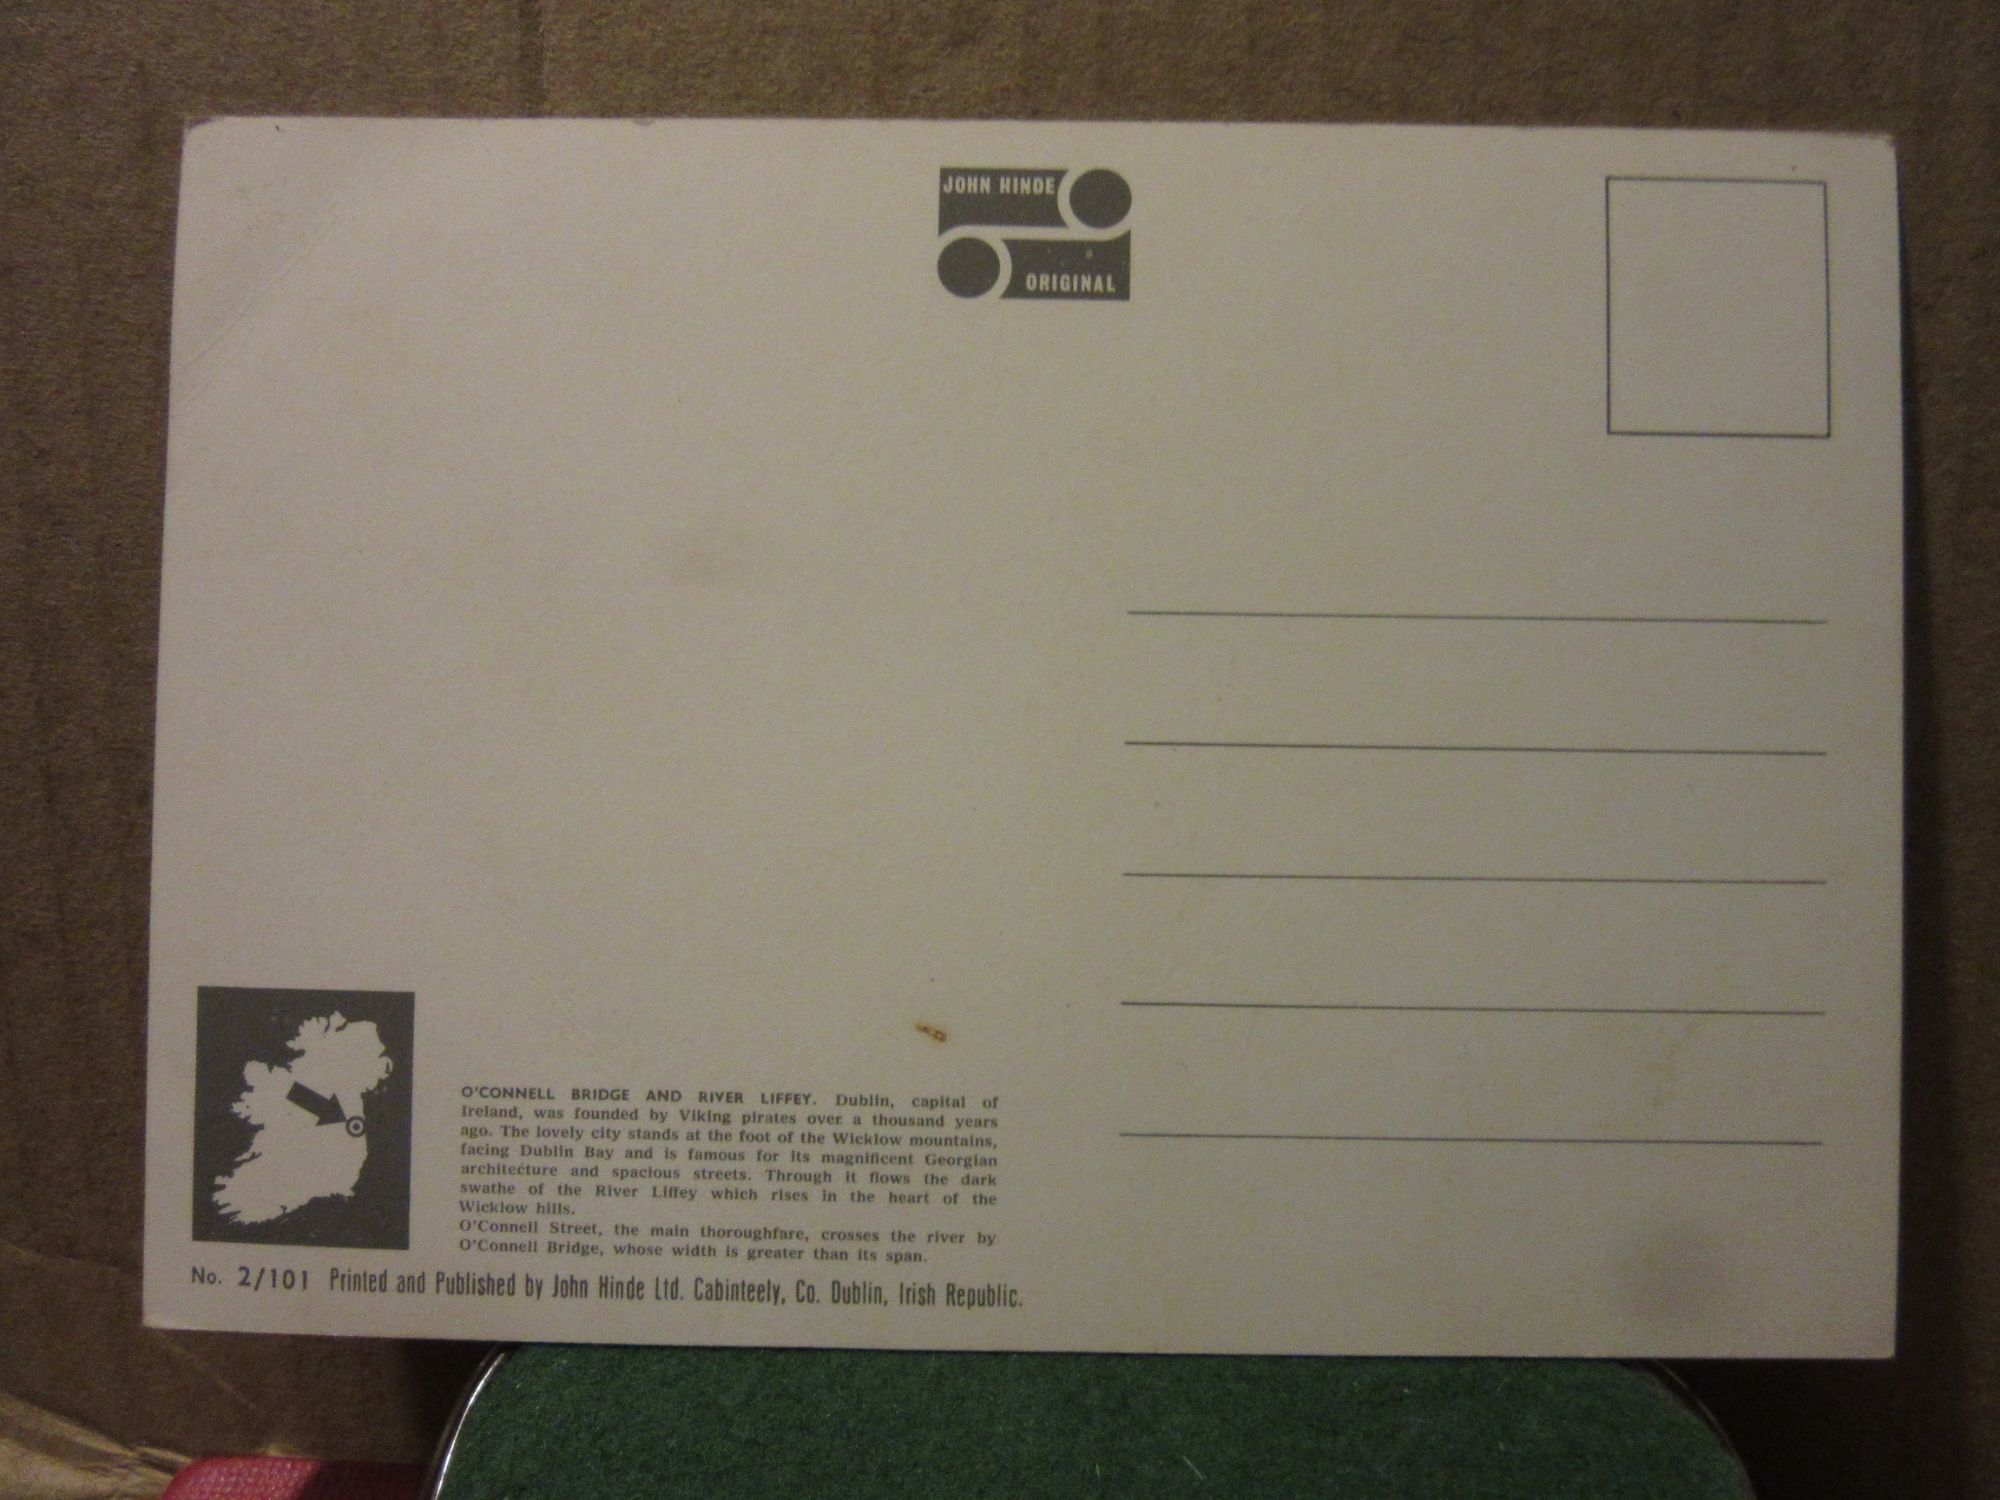 JOHN HINDE
ORIGINAL
O'CONNELL BRIDGE AND RIVER LIFFEY. Dublin, capital of
Ireland, was founded by Viking pirates over a thousand years
ago. The lovely city stands at the foot of the Wicklow mountains,
facing Dublin Bay and is famous for its magnificent Georgian
architecture and spacious streets. Through it flows the dark
swathe of the River Liffey which rises in the heart of the
Wicklow hills.
O'Connell Street, the main thoroughfare, crosses the river by
O'Connell Bridge, whose width is greater than its span.
No. 2/101 Printed and Published by John Hinde Ltd. Cabinteely, Co. Dublin, Irish Republic.